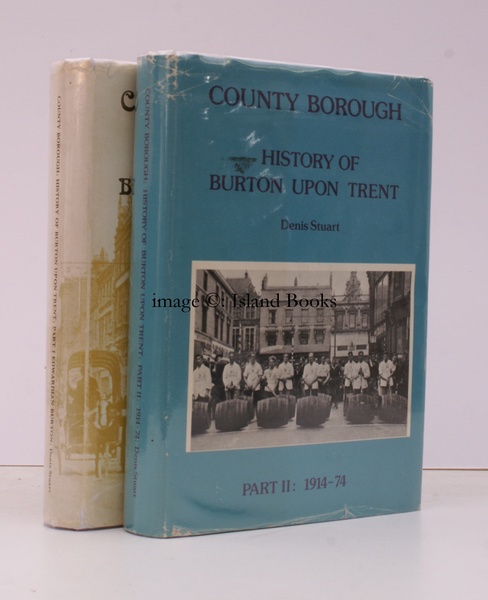 COUNTY BOROUGH: HISTORY OF BURTON UPON TRENT: PART I EDWARDIAN BURTON: Denis Stuart
COUNTY BOROUGH: HISTORY OF BURTON UPON TRENT: PART II: 1914-74: Denis Stuart
COUNTY BOROUGH
HISTORY OF
BURTON UPON TRENT
Denis Stuart
image ©: Island Books
PART II: 1914-74